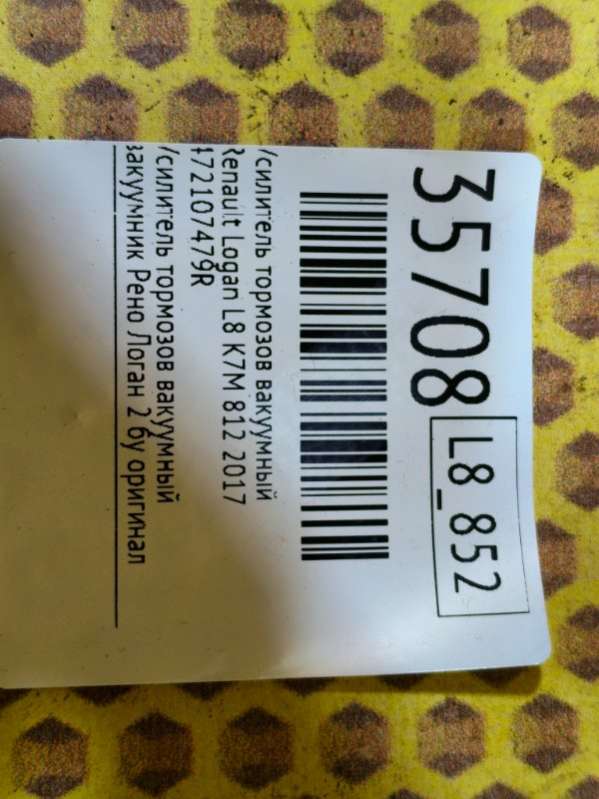 35708 L8_852
Усилитель тормозов вакуумный
Renault Logan L8 K7M 812 2017
472107479R
Усилитель тормозов вакуумный
вакуумник Рено Логан 2 бу оригинал